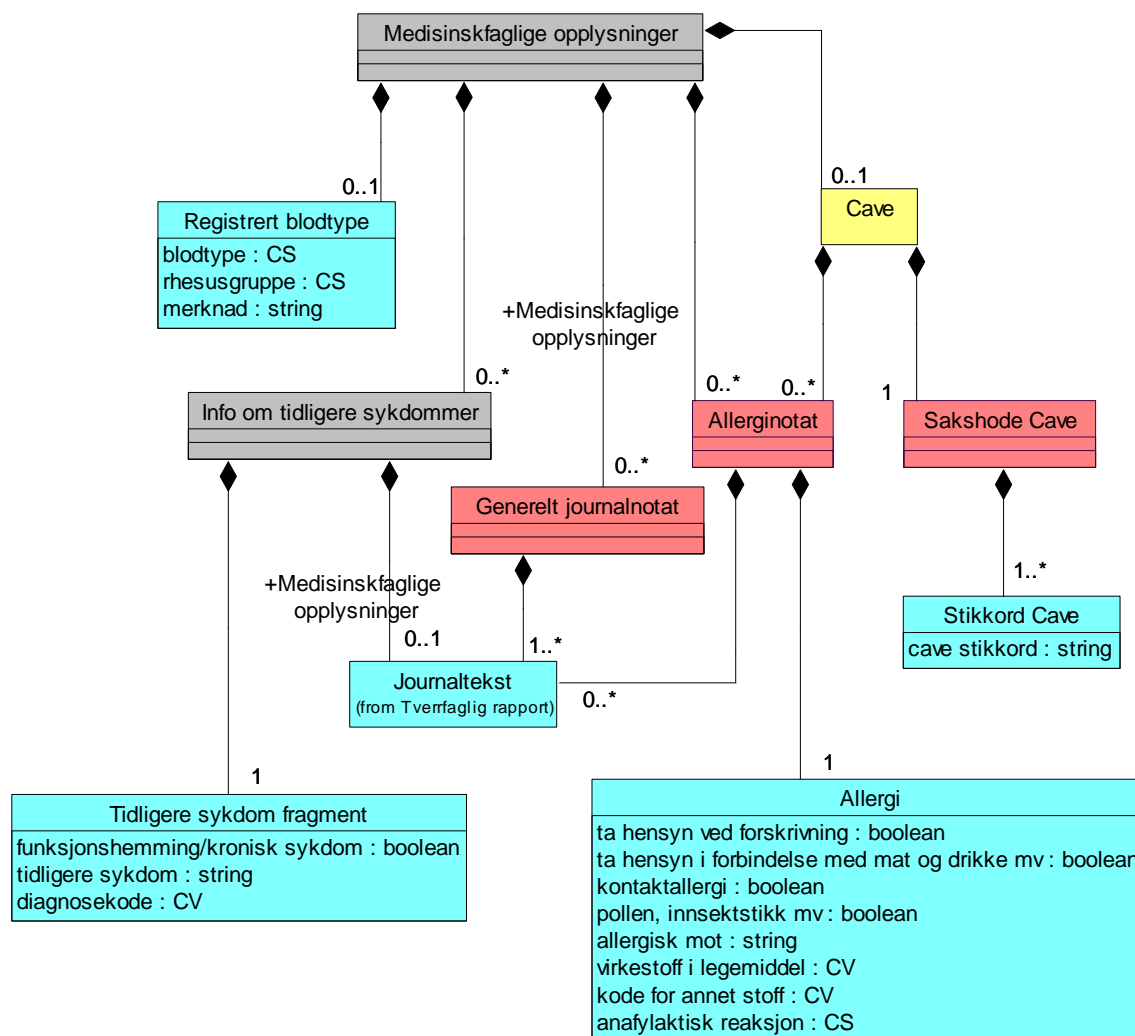 Medisinskfaglige opplysninger
0..1
0..1
Registrert blodtype
blodtype : CS
rhesusgruppe : CS
merknad : string
Cave
+Medisinskfaglige
opplysninger
0..*
0..*
0..*
1
Info om tidligere sykdommer
Allerginotat
Sakshode Cave
0..*
Generelt journalnotat
+Medisinskfaglige
opplysninger
0..1
1..*
1..*
Stikkord Cave
cave stikkord : string
Journaltekst
(from Tverrfaglig rapport)
0..*
1
1
Tidligere sykdom fragment
funksjonshemming/kronisk sykdom : boolean
tidligere sykdom : string
diagnosekode : CV
Allergi
ta hensyn ved forskrivning : boolean
ta hensyn i forbindelse med mat og drikke mv : boolean
kontaktallergi : boolean
pollen, innsektstikk mv : boolean
allergisk mot : string
virkestoff i legemiddel : CV
kode for annet stoff : CV
anafylaktisk reaksjon : CS